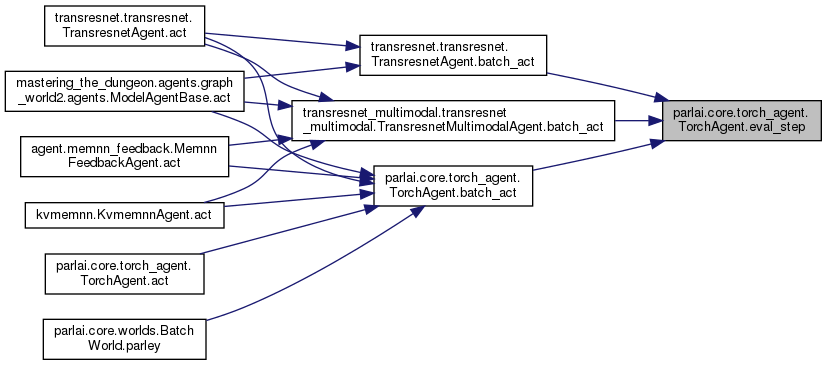 transresnet.transresnet.
TransresnetAgent.act
mastering_the_dungeon.agents.graph
_world2.agents.ModelAgentBase.act
agent.memnn_feedback.Memnn
FeedbackAgent.act
kvmemnn.KvmemnnAgent.act
parlai.core.torch_agent.
TorchAgent.act
parlai.core.worlds.Batch
World.parley
transresnet.transresnet.
TransresnetAgent.batch_act
transresnet_multimodal.transresnet
_multimodal.TransresnetMultimodalAgent.batch_act
parlai.core.torch_agent.
TorchAgent.batch_act
parlai.core.torch_agent.
TorchAgent.eval_step